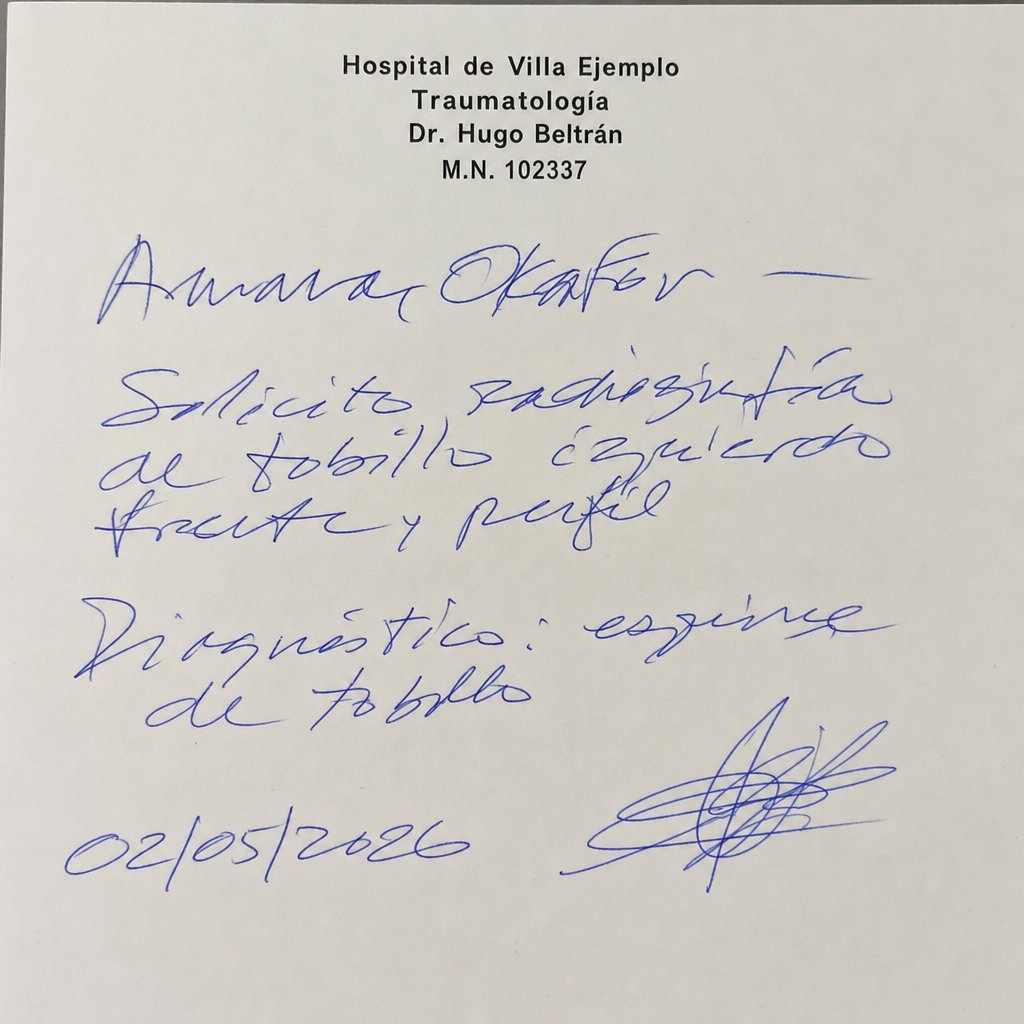 Hospital de Villa Ejemplo
Traumatología
Dr. Hugo Beltrán
M.N. 102337
Amara Okafor —
Solicito radiografía
de tobillo izquierdo
frente y perfil
Diagnóstico: esguince
de tobillo
02/05/2026